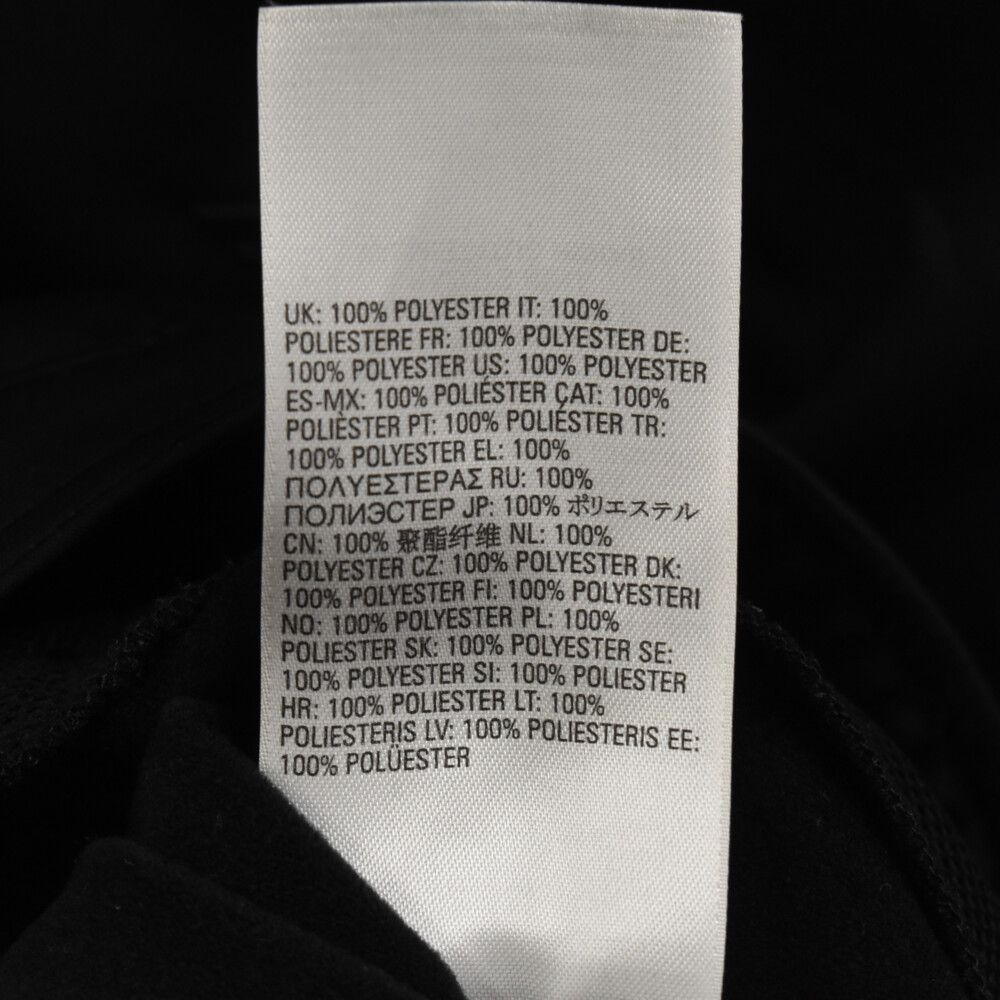 UK: 100% POLYESTER IT: 100%
POLIESTERE FR: 100% POLYESTER DE:
100% POLYESTER US: 100% POLYESTER
ES-MX: 100% POLIÉSTER CAT: 100%
POLIÈSTER PT: 100% POLIÉSTER TR:
100% POLYESTER EL: 100%
ΠΟΛΥΕΣΤΕΡΑΣ RU: 100%
ПОЛИЭСТЕР JP: 100% ポリエステル
CN: 100% 聚酯纤维 NL: 100%
POLYESTER CZ: 100% POLYESTER DK:
100% POLYESTER FI: 100% POLYESTERI
NO: 100% POLYESTER PL: 100%
POLIESTER SK: 100% POLYESTER SE:
100% POLYESTER SI: 100% POLIESTER
HR: 100% POLIESTER LT: 100%
POLIESTERIS LV: 100% POLIESTERIS EE:
100% POLÜESTER